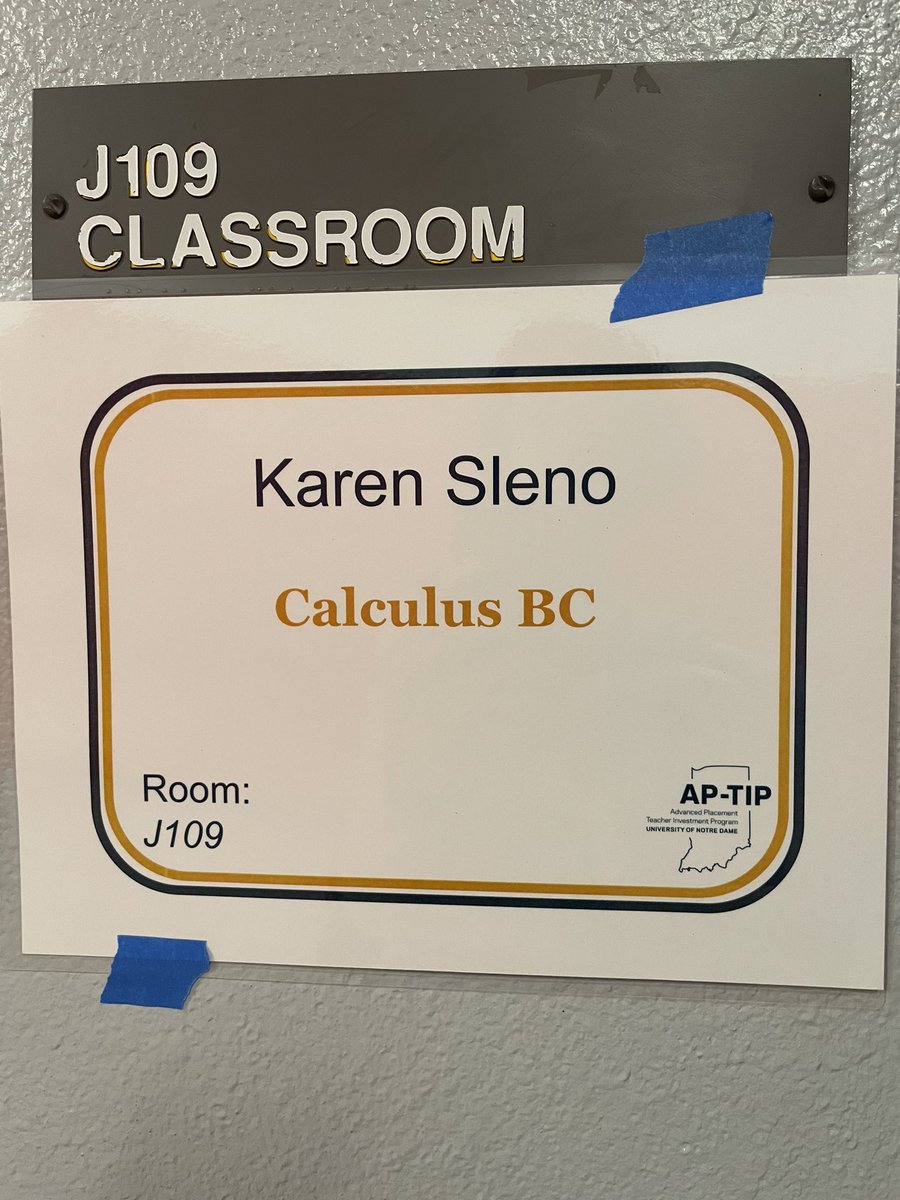 J109
CLASSROOM
Karen Sleno
Calculus BC
Room:
J109
AP-TIP
Advanced Placement
Teacher Investment Program
UNIVERSITY OF NOTRE DAME